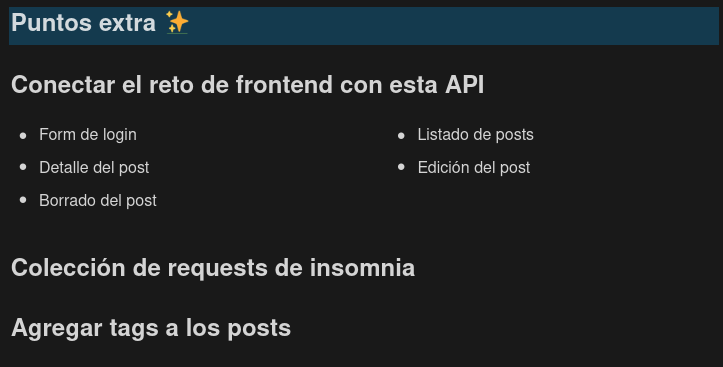 Puntos extra ✨
Conectar el reto de frontend con esta API
Form de login
Detalle del post
Borrado del post
Listado de posts
Edición del post
Colección de requests de insomnia
Agregar tags a los posts